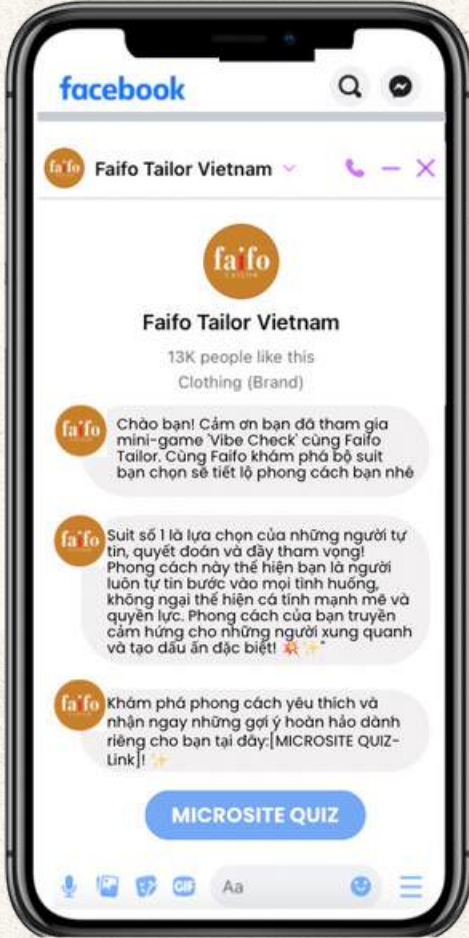 facebook
faifo
Faifo Tailor Vietnam
faifo
TAILOR
Faifo Tailor Vietnam
13K people like this
Clothing (Brand)
faifo
Chào bạn! Cảm ơn bạn đã tham gia
mini-game 'Vibe Check' cùng Faifo
Tailor. Cùng Faifo khám phá bộ suit
bạn chọn sẽ tiết lộ phong cách bạn nhé
faifo
Suit số 1 là lựa chọn của những người tự
tin, quyết đoán và đầy tham vọng!
Phong cách này thể hiện bạn là người
luôn tự tin bước vào mọi tình huống,
không ngại thể hiện cá tính mạnh mẽ và
quyền lực. Phong cách của bạn truyền
cảm hứng cho những người xung quanh
và tạo dấu ấn đặc biệt! 💥✨"
faifo
Khám phá phong cách yêu thích và
nhận ngay những gợi ý hoàn hảo dành
riêng cho bạn tại đây:[MICROSITE QUIZ-
Link]! ✨
MICROSITE QUIZ
GIF
Aa